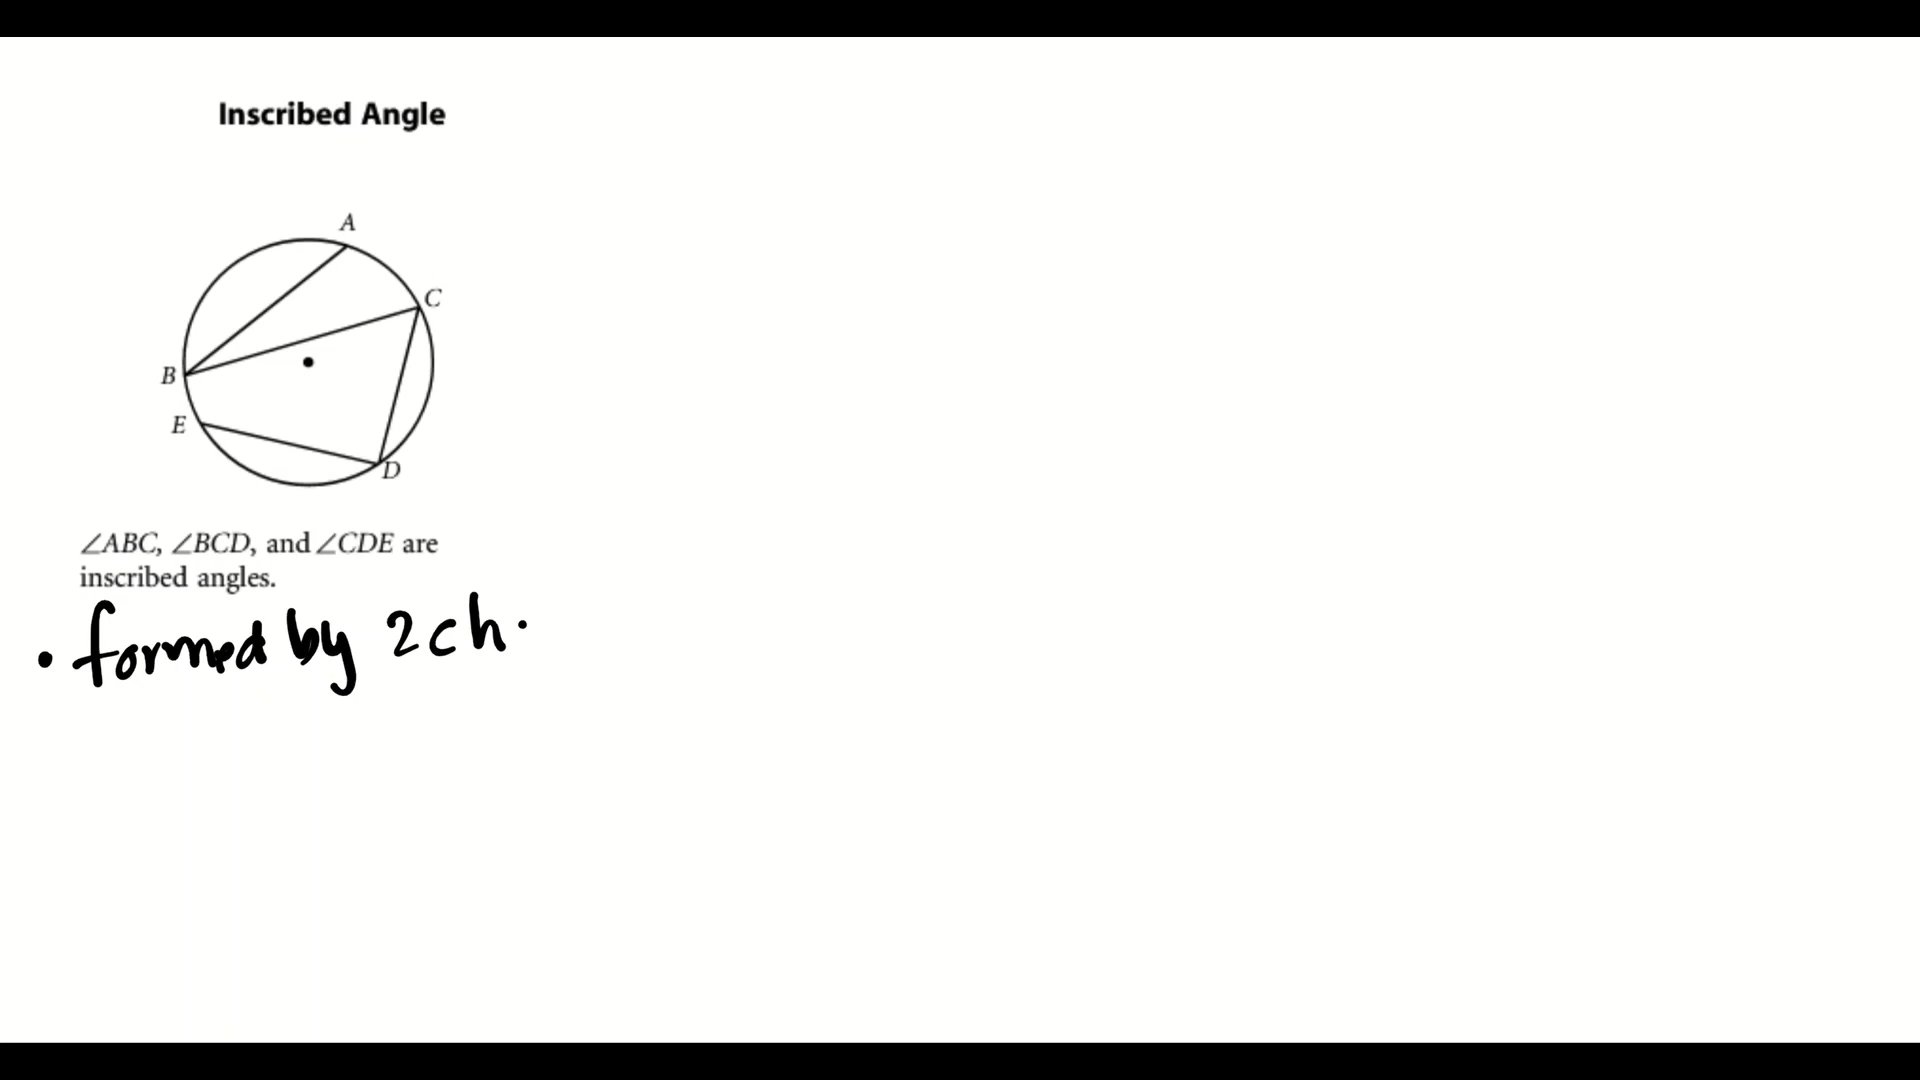 Inscribed Angle
A
C
B
E
D
∠ABC, ∠BCD, and ∠CDE are
inscribed angles.
• formed by 2 ch.